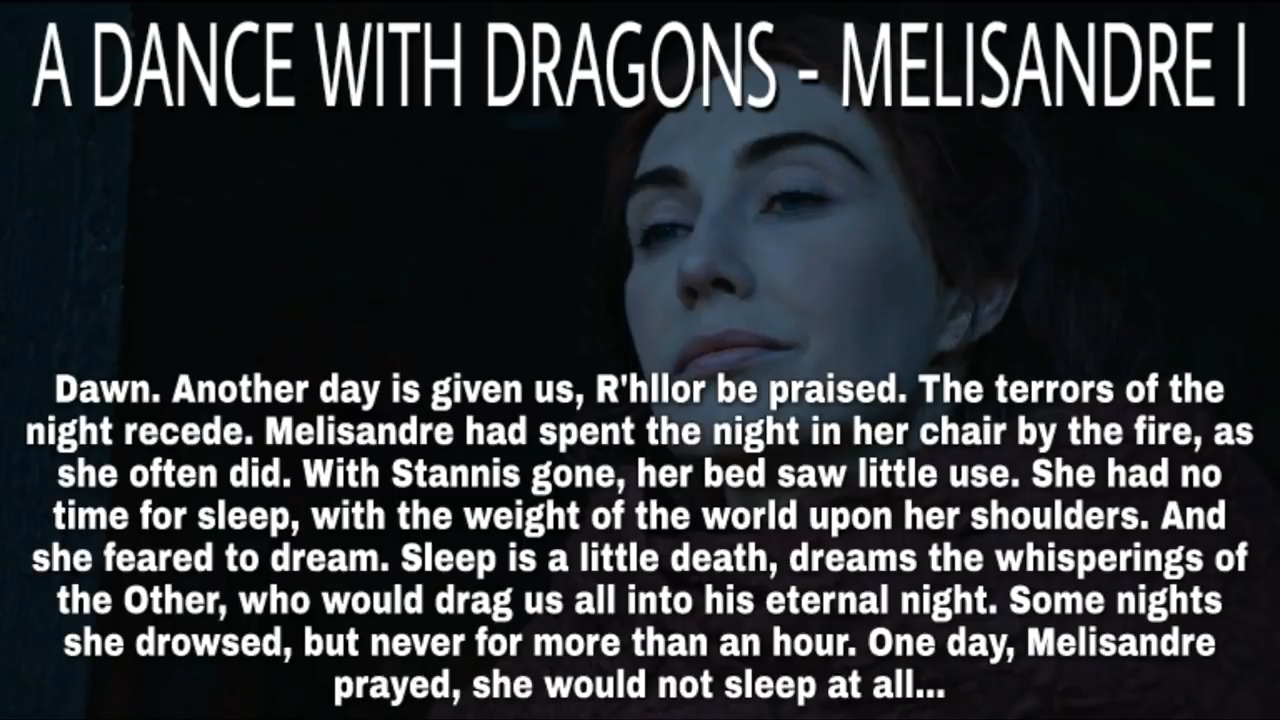 A DANCE WITH DRAGONS - MELISANDRE I
Dawn. Another day is given us, R'hllor be praised. The terrors of the
night recede. Melisandre had spent the night in her chair by the fire, as
she often did. With Stannis gone, her bed saw little use. She had no
time for sleep, with the weight of the world upon her shoulders. And
she feared to dream. Sleep is a little death, dreams the whisperings of
the Other, who would drag us all into his eternal night. Some nights
she drowsed, but never for more than an hour. One day, Melisandre
prayed, she would not sleep at all...